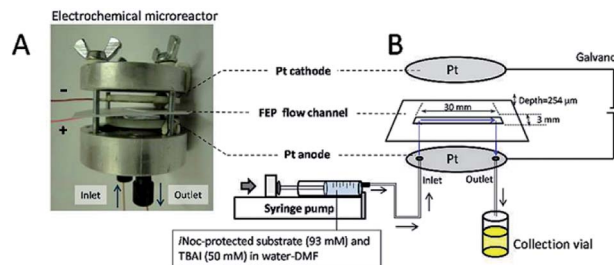 Electrochemical microreactor
A
B
Pt cathode
Pt
Galvano
FEP flow channel
30 mm
Depth=254 μm
3 mm
Pt anode
Pt
-
+
Inlet
Outlet
Inlet
Outlet
Syringe pump
Collection vial
iNoc-protected substrate (93 mM) and
TBAI (50 mM) in water-DMF